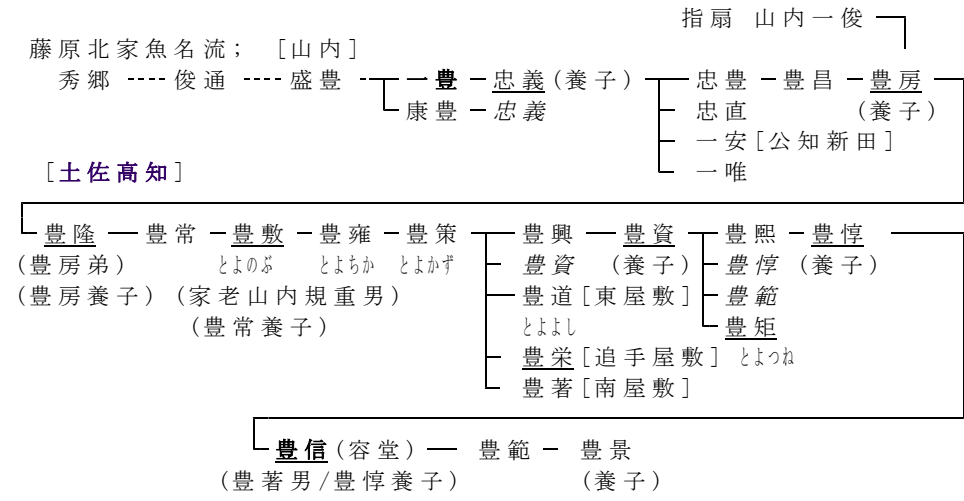 指扇 山内一俊
藤原北家魚名流; [山内]
秀郷 ---- 俊通 ---- 盛豊 一豊 忠義(養子) 忠豊 豊昌 豊房
康豊 忠義 忠直 (養子)
一安[公知新田]
[土佐高知] 一唯
豊隆 豊常 豊敷 豊雍 豊策 豊興 豊資 豊熙 豊惇
(豊房弟) とよのぶ とよちか とよかず 豊資 (養子) 豊惇 (養子)
(豊房養子) (家老山内規重男) 豊道[東屋敷] 豊範
(豊常養子) とよよし 豊矩
豊栄[追手屋敷] とよつね
豊著[南屋敷]
豊信(容堂) 豊範 豊景
(豊著男/豊惇養子) (養子)